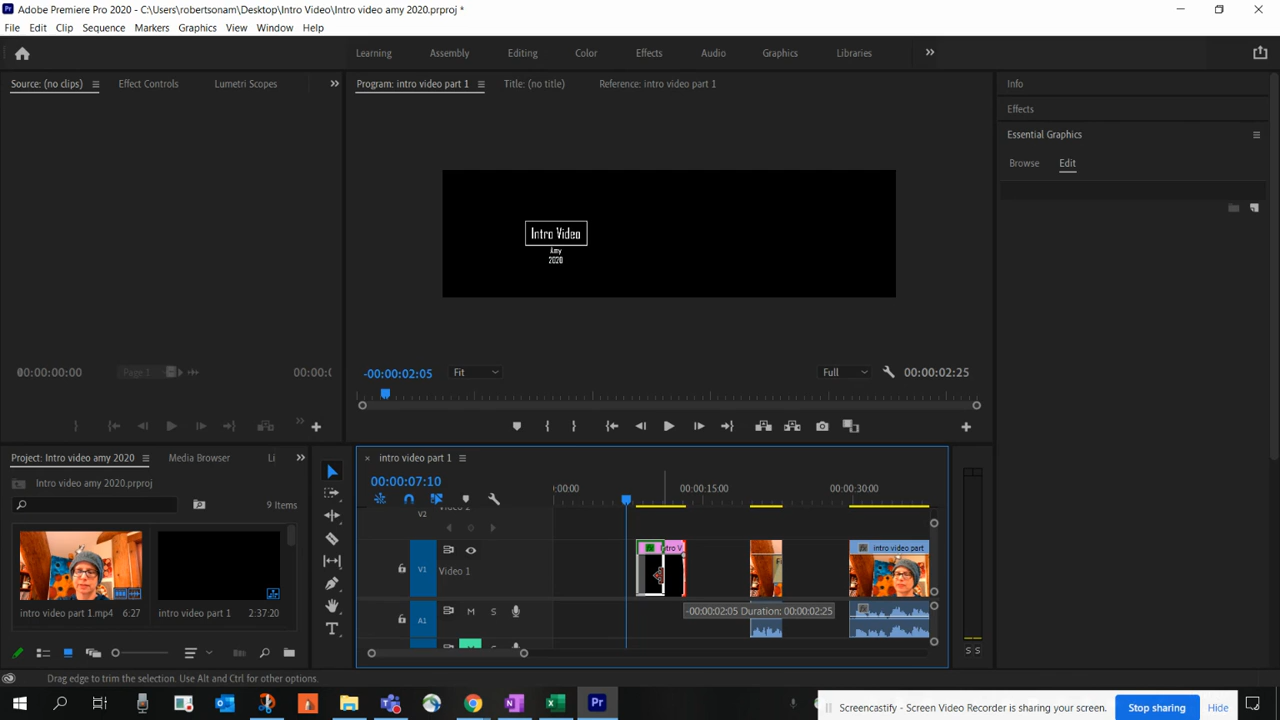 Adobe Premiere Pro 2020 - C:\Users\robertsonam\Desktop\Intro Video\Intro video amy 2020.prproj *
File Edit Clip Sequence Markers Graphics View Window Help
Learning Assembly Editing Color Effects Audio Graphics Libraries
Source: (no clips) Effect Controls Lumetri Scopes
Program: intro video part 1 Title: (no title) Reference: intro video part 1
Info
Effects
Essential Graphics
Browse Edit
Intro Video
Amy
2020
00:00:00:00 Page 1 00:00:(
-00:00:02:05 Fit Full 00:00:02:25
Project: Intro video amy 2020 Media Browser Li
Intro video amy 2020.prproj
9 Items
intro video part 1.mp4 6:27 intro video part 1 2:37:20
× intro video part 1
00:00:07:10
:00:00 00:00:15:00 00:00:30:00
V2
V1 Video 1
fx ntro V
fx intro video part
-00:00:02:05 Duration: 00:00:02:25
A1 M S
M
S S
Drag edge to trim the selection. Use Alt and Ctrl for other options.
Pr
Screencastify - Screen Video Recorder is sharing your screen. Stop sharing Hide